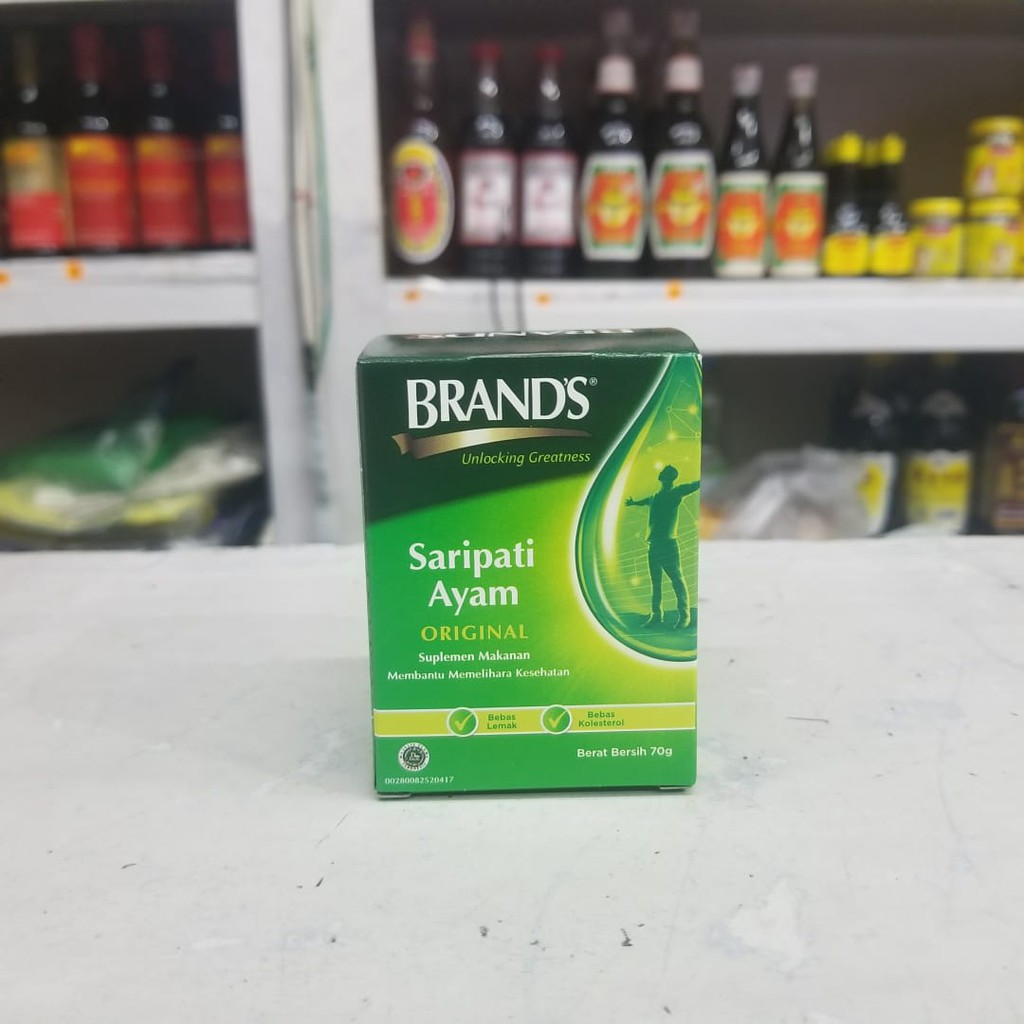 BRAND'S®
Unlocking Greatness
Saripati
Ayam
ORIGINAL
Suplemen Makanan
Membantu Memelihara Kesehatan
Bebas
Lemak
Bebas
Kolesterol
Berat Bersih 70g
00280082520417